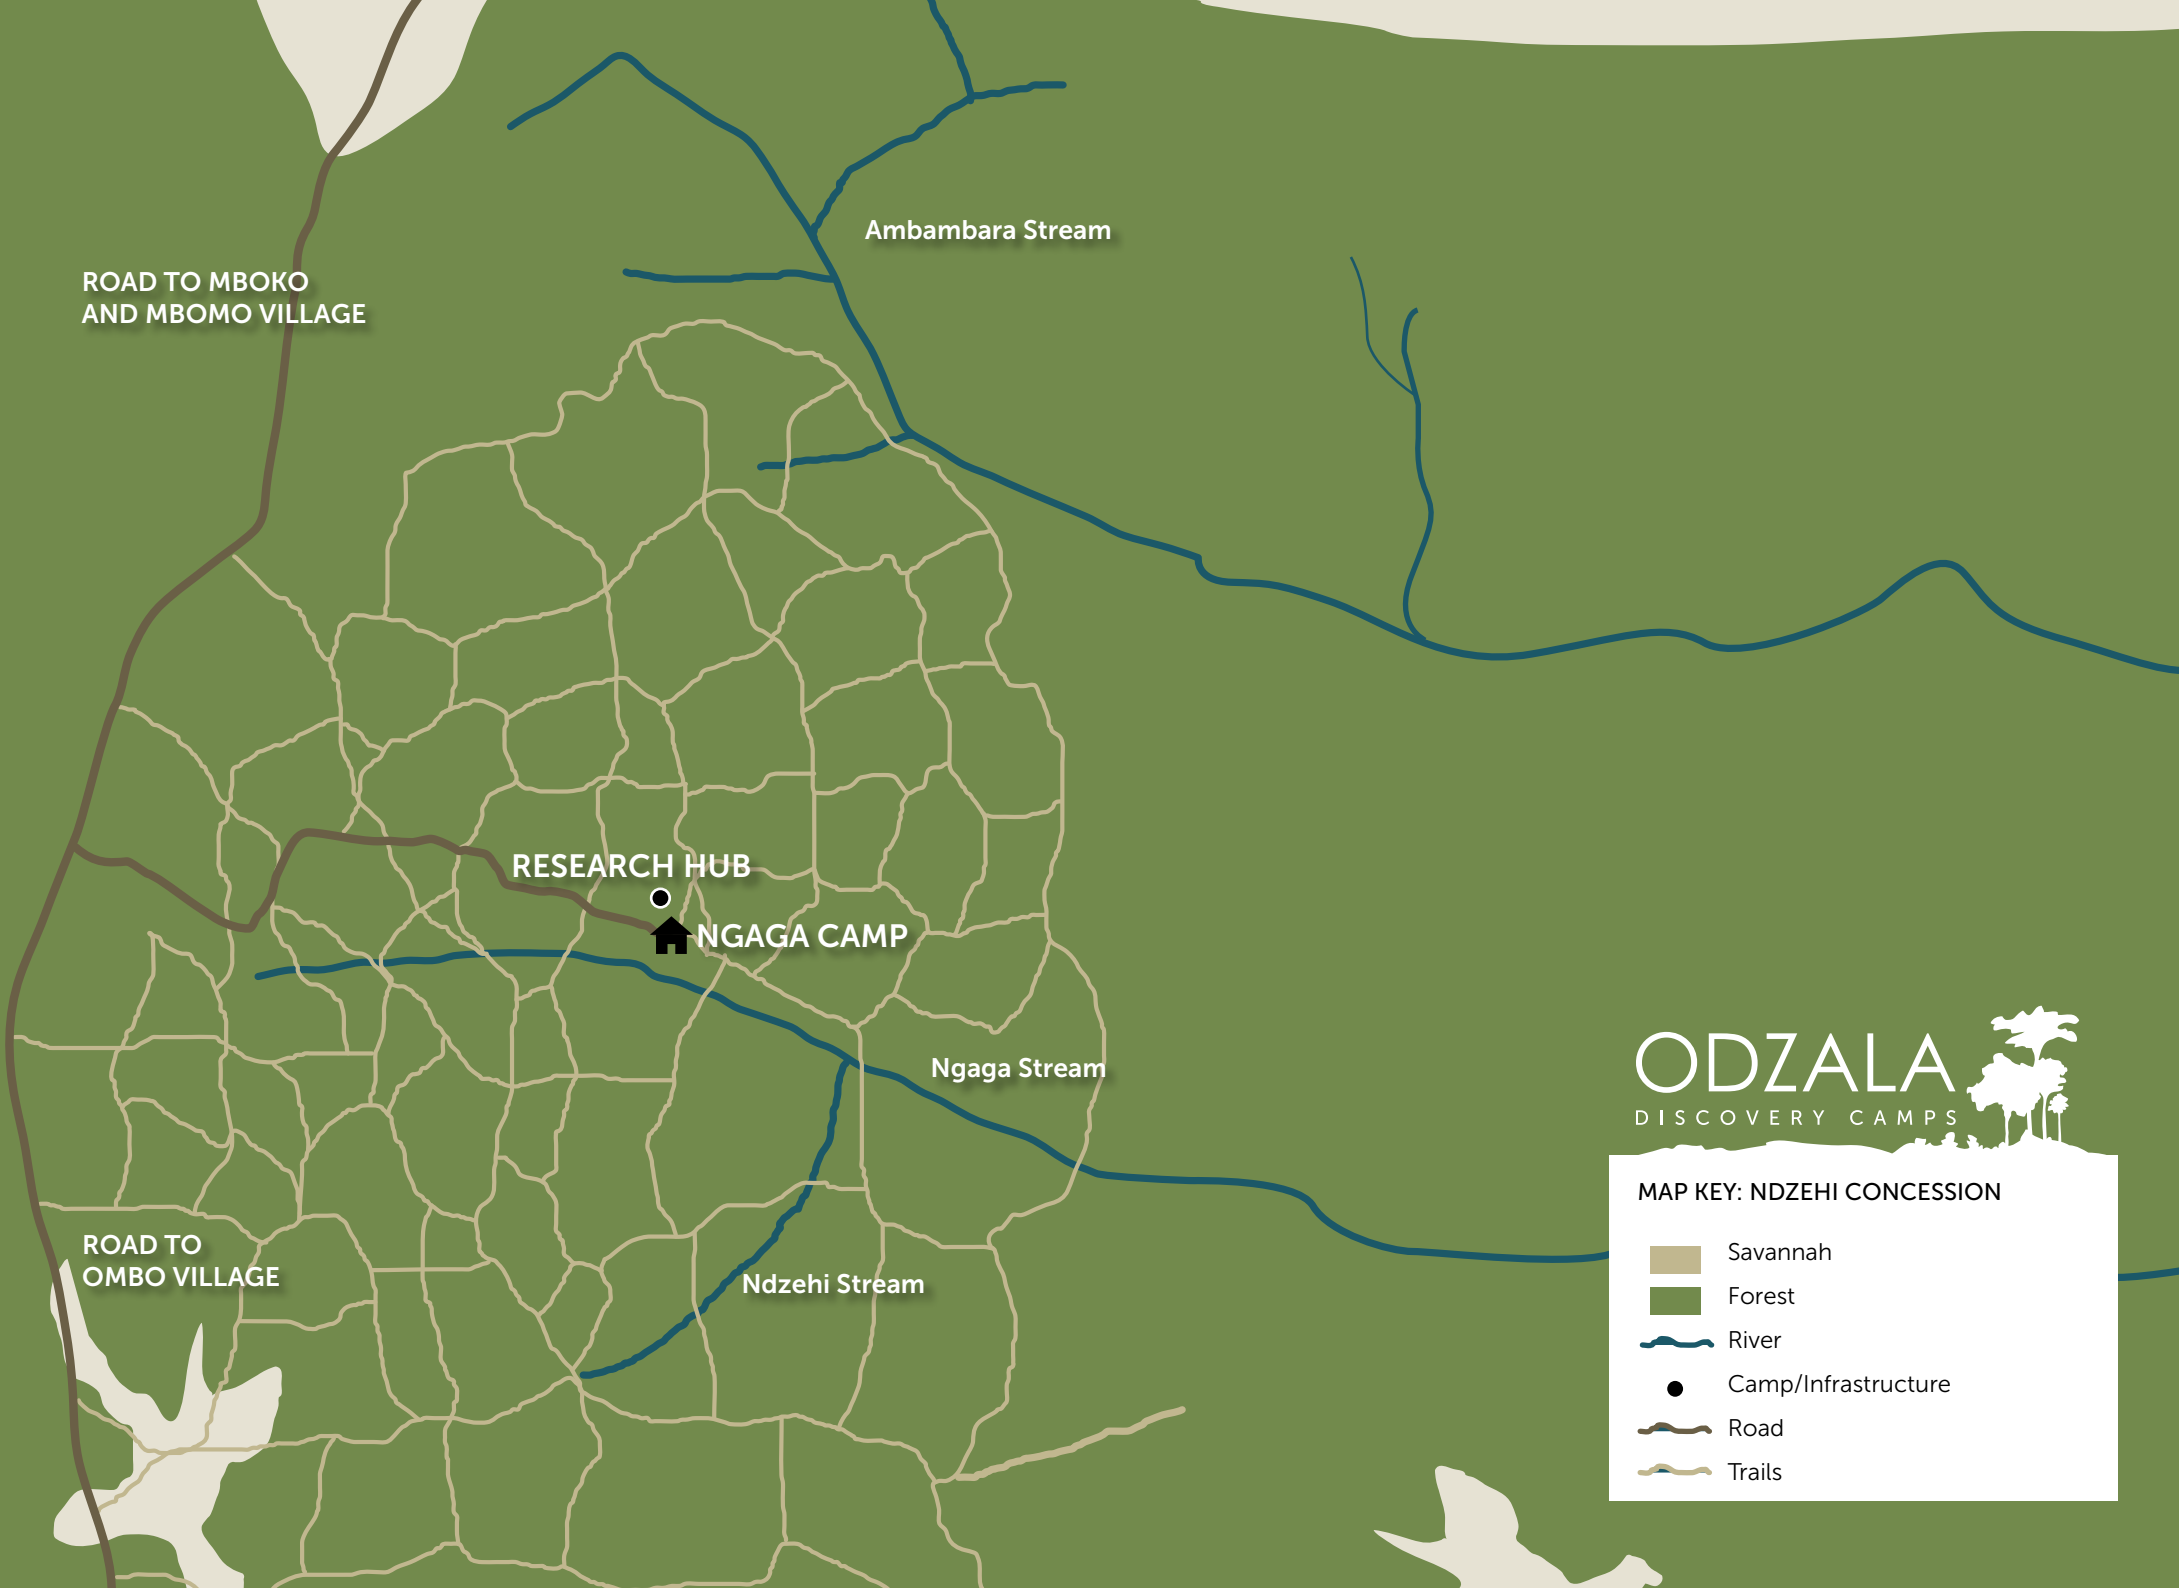 Ambambara Stream
ROAD TO MBOKO
AND MBOMO VILLAGE
RESEARCH HUB
NGAGA CAMP
Ngaga Stream
ROAD TO
OMBO VILLAGE
Ndzehi Stream
ODZALA
DISCOVERY CAMPS
MAP KEY: NDZEHI CONCESSION
Savannah
Forest
River
Camp/Infrastructure
Road
Trails